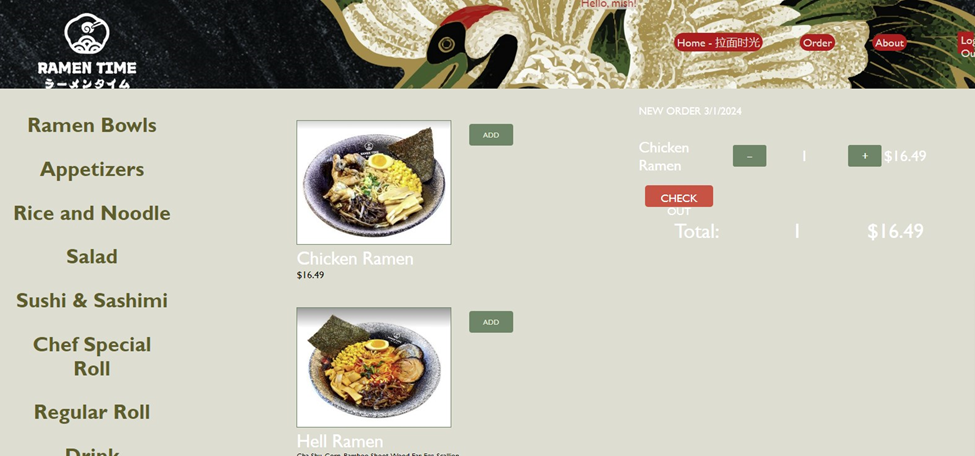 Hello, mish!
RAMEN TIME
ラーメンタイム
Home - 拉面时光
Order
About
Log
Out
Ramen Bowls
Appetizers
Rice and Noodle
Salad
Sushi & Sashimi
Chef Special
Roll
Regular Roll
Drink
ADD
Chicken Ramen
$16.49
ADD
Hell Ramen
NEW ORDER 3/1/2024
Chicken
Ramen
- 1 + $16.49
CHECK
OUT
Total: 1 $16.49